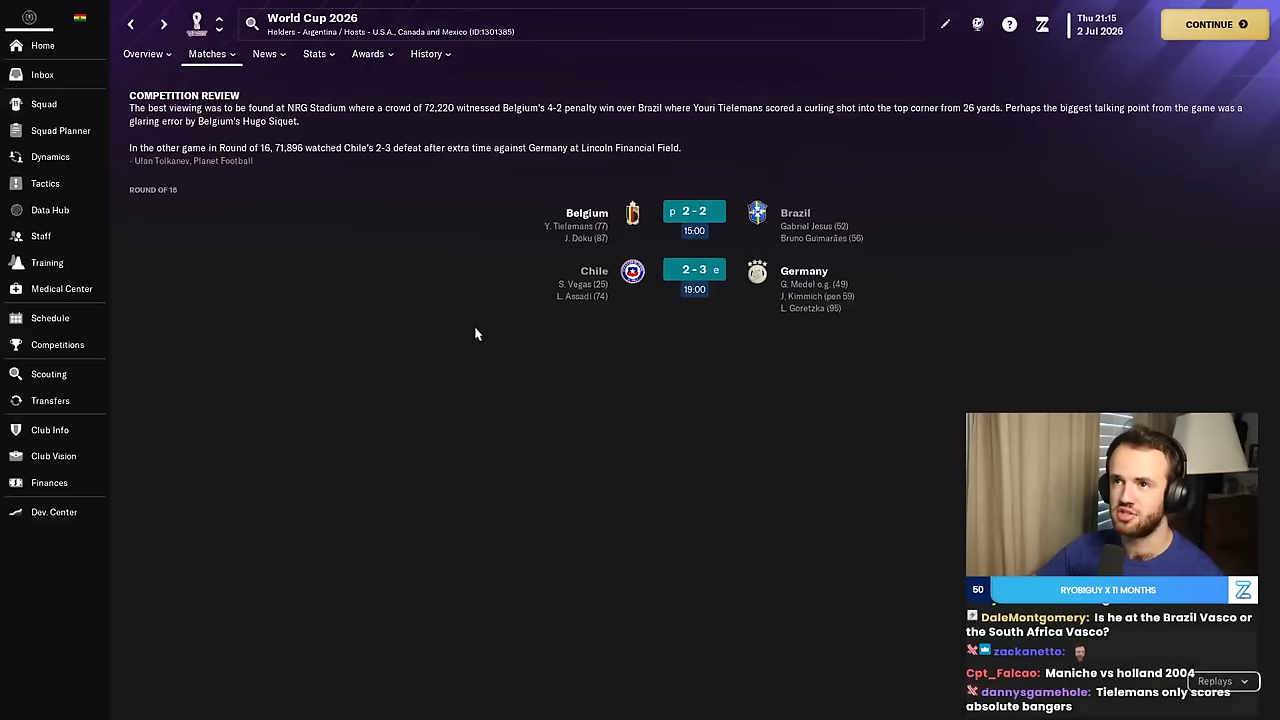 World Cup 2026
Holders - Argentina / Hosts - U.S.A., Canada and Mexico (ID:1301385)
Thu 21:15
2 Jul 2026
CONTINUE
Overview
Matches
News
Stats
Awards
History
Home
Inbox
Squad
Squad Planner
Dynamics
Tactics
Data Hub
Staff
Training
Medical Center
Schedule
Competitions
Scouting
Transfers
Club Info
Club Vision
Finances
Dev. Center
COMPETITION REVIEW
The best viewing was to be found at NRG Stadium where a crowd of 72,220 witnessed Belgium's 4-2 penalty win over Brazil where Youri Tielemans scored a curling shot into the top corner from 26 yards. Perhaps the biggest talking point from the game was a
glaring error by Belgium's Hugo Siquet.
In the other game in Round of 16, 71,896 watched Chile's 2-3 defeat after extra time against Germany at Lincoln Financial Field.
- Ulan Tolkanev, Planet Football
ROUND OF 16
Belgium p 2 - 2 Brazil
Y. Tielemans (77) 15:00 Gabriel Jesus (52)
J. Doku (87) Bruno Guimarães (56)
Chile 2 - 3 e Germany
S. Vegas (25) 19:00 G. Medel o.g. (49)
L. Assadi (74) J. Kimmich (pen 59)
L. Goretzka (95)
50 RYOBIGUY X 11 MONTHS
DaleMontgomery: Is he at the Brazil Vasco or
the South Africa Vasco?
zackanetto:
Cpt_Falcao: Maniche vs holland 2004
Replays
dannysgamehole: Tielemans only scores
absolute bangers